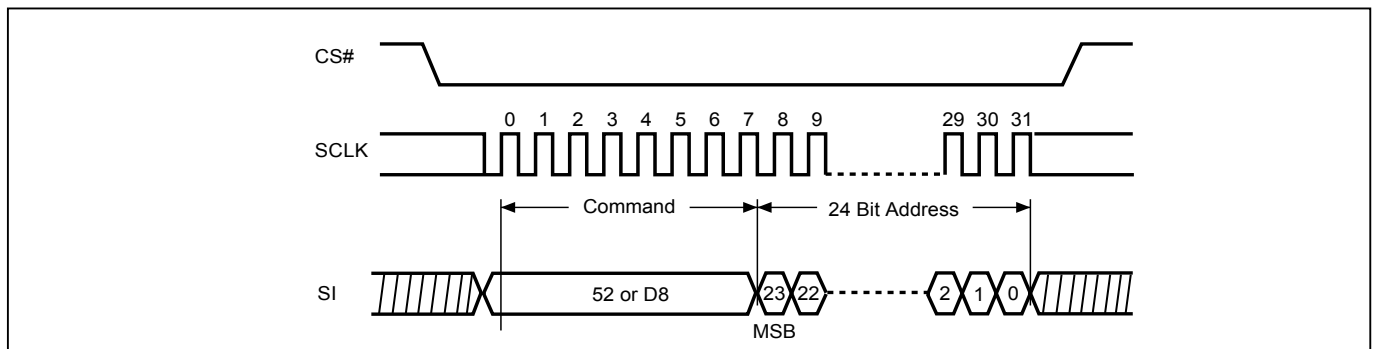 CS#
0 1 2 3 4 5 6 7 8 9 29 30 31
SCLK
Command 24 Bit Address
SI 52 or D8 23 22 2 1 0
MSB